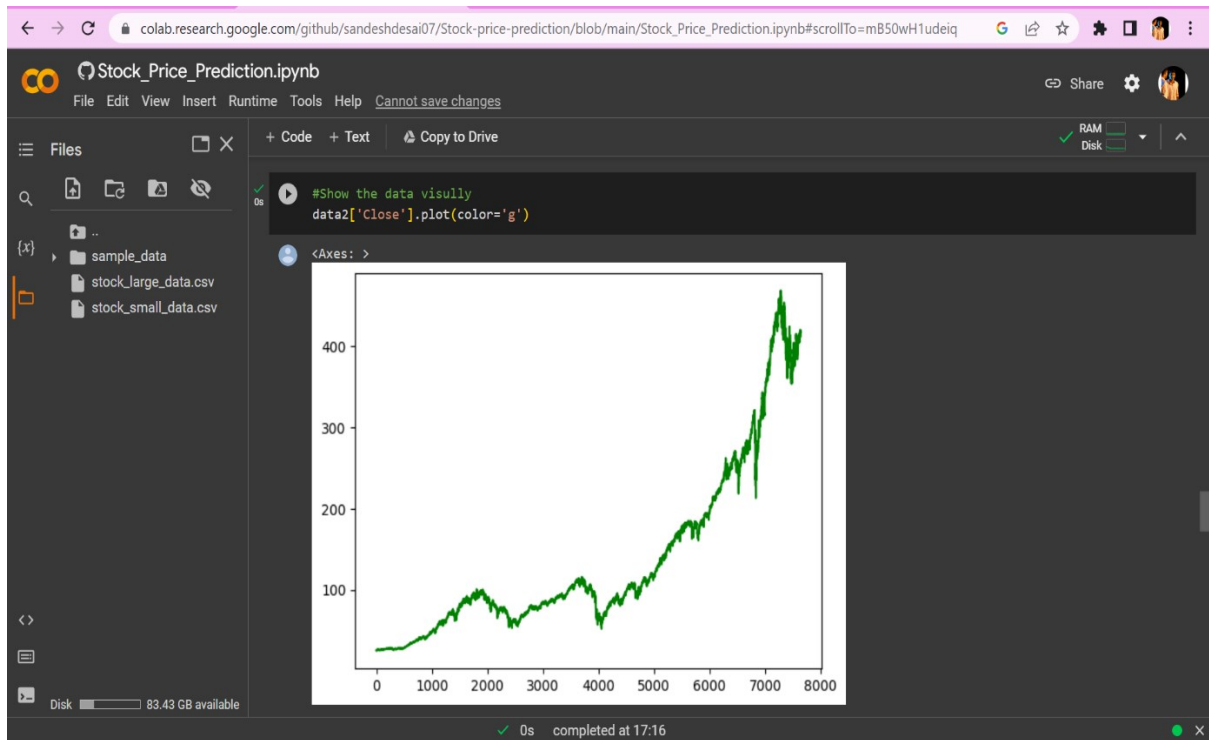 colab.research.google.com/github/sandeshdesai07/Stock-price-prediction/blob/main/Stock_Price_Prediction.ipynb#scrollTo=mB50wH1udeiq
CO
Stock_Price_Prediction.ipynb
File Edit View Insert Runtime Tools Help Cannot save changes
Share
Files
+ Code + Text Copy to Drive
RAM
Disk
0s
#Show the data visully
data2['Close'].plot(color='g')
{x}
..
sample_data
stock_large_data.csv
stock_small_data.csv
<Axes: >
400
300
200
100
0 1000 2000 3000 4000 5000 6000 7000 8000
<>
Disk 83.43 GB available
0s completed at 17:16